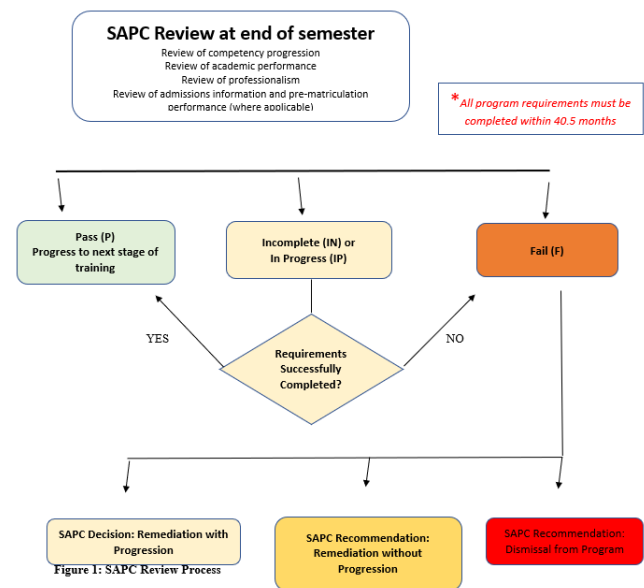 SAPC Review at end of semester
Review of competency progression
Review of academic performance
Review of professionalism
Review of admissions information and pre-matriculation
performance (where applicable)
*All program requirements must be
completed within 40.5 months
Pass (P)
Progress to next stage of
training
Incomplete (IN) or
In Progress (IP)
Fail (F)
YES
NO
Requirements
Successfully
Completed?
SAPC Decision: Remediation with
Progression
Figure 1: SAPC Review Process
SAPC Recommendation:
Remediation without
Progression
SAPC Recommendation:
Dismissal from Program